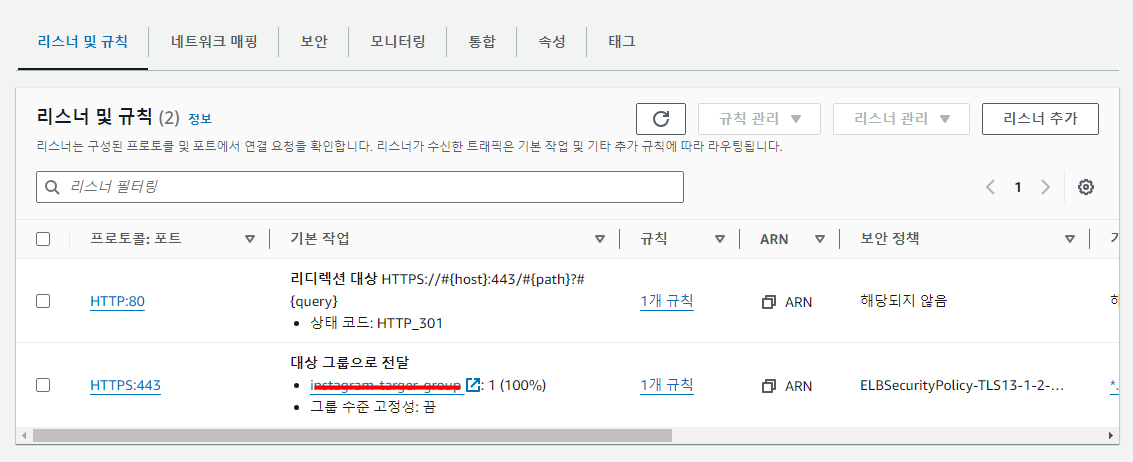 리스너 및 규칙 네트워크 매핑 보안 모니터링 통합 속성 태그
리스너 및 규칙 (2) 정보
규칙 관리 리스너 관리 리스너 추가
리스너는 구성된 프로토콜 및 포트에서 연결 요청을 확인합니다. 리스너가 수신한 트래픽은 기본 작업 및 기타 추가 규칙에 따라 라우팅됩니다.
리스너 필터링
1
프로토콜: 포트 기본 작업 규칙 ARN 보안 정책
HTTP:80
리디렉션 대상 HTTPS://#{host}:443/#{path}?#
{query}
• 상태 코드: HTTP_301
1개 규칙 ARN 해당되지 않음
HTTPS:443
대상 그룹으로 전달
• : 1 (100%)
• 그룹 수준 고정성: 끔
1개 규칙 ARN ELBSecurityPolicy-TLS13-1-2-... *.